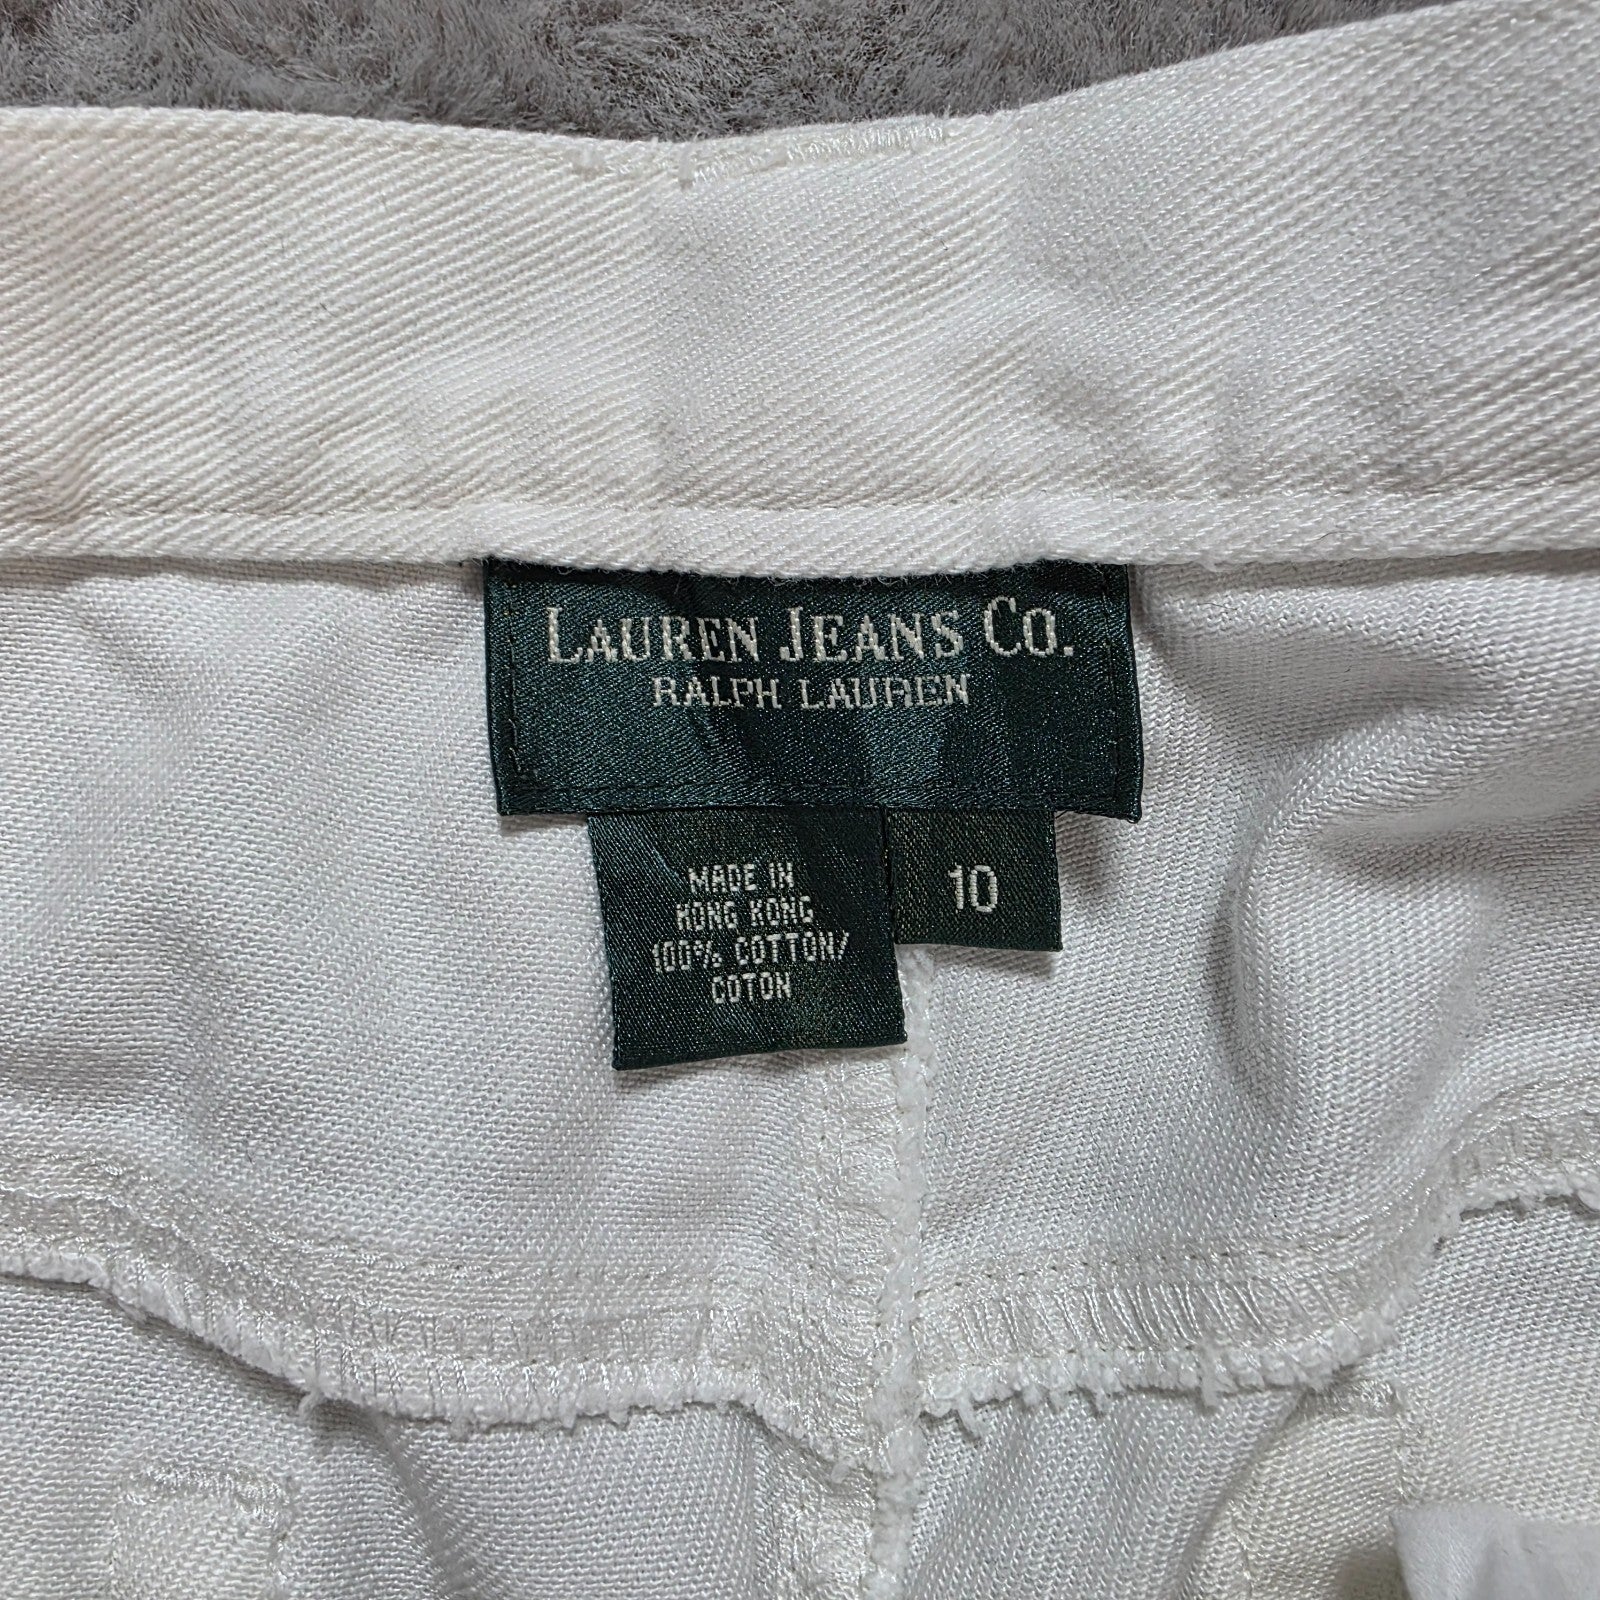 LAUREN JEANS CO.
RALPH LAUREN
MADE IN
HONG KONG
100% COTTON/
COTON
10